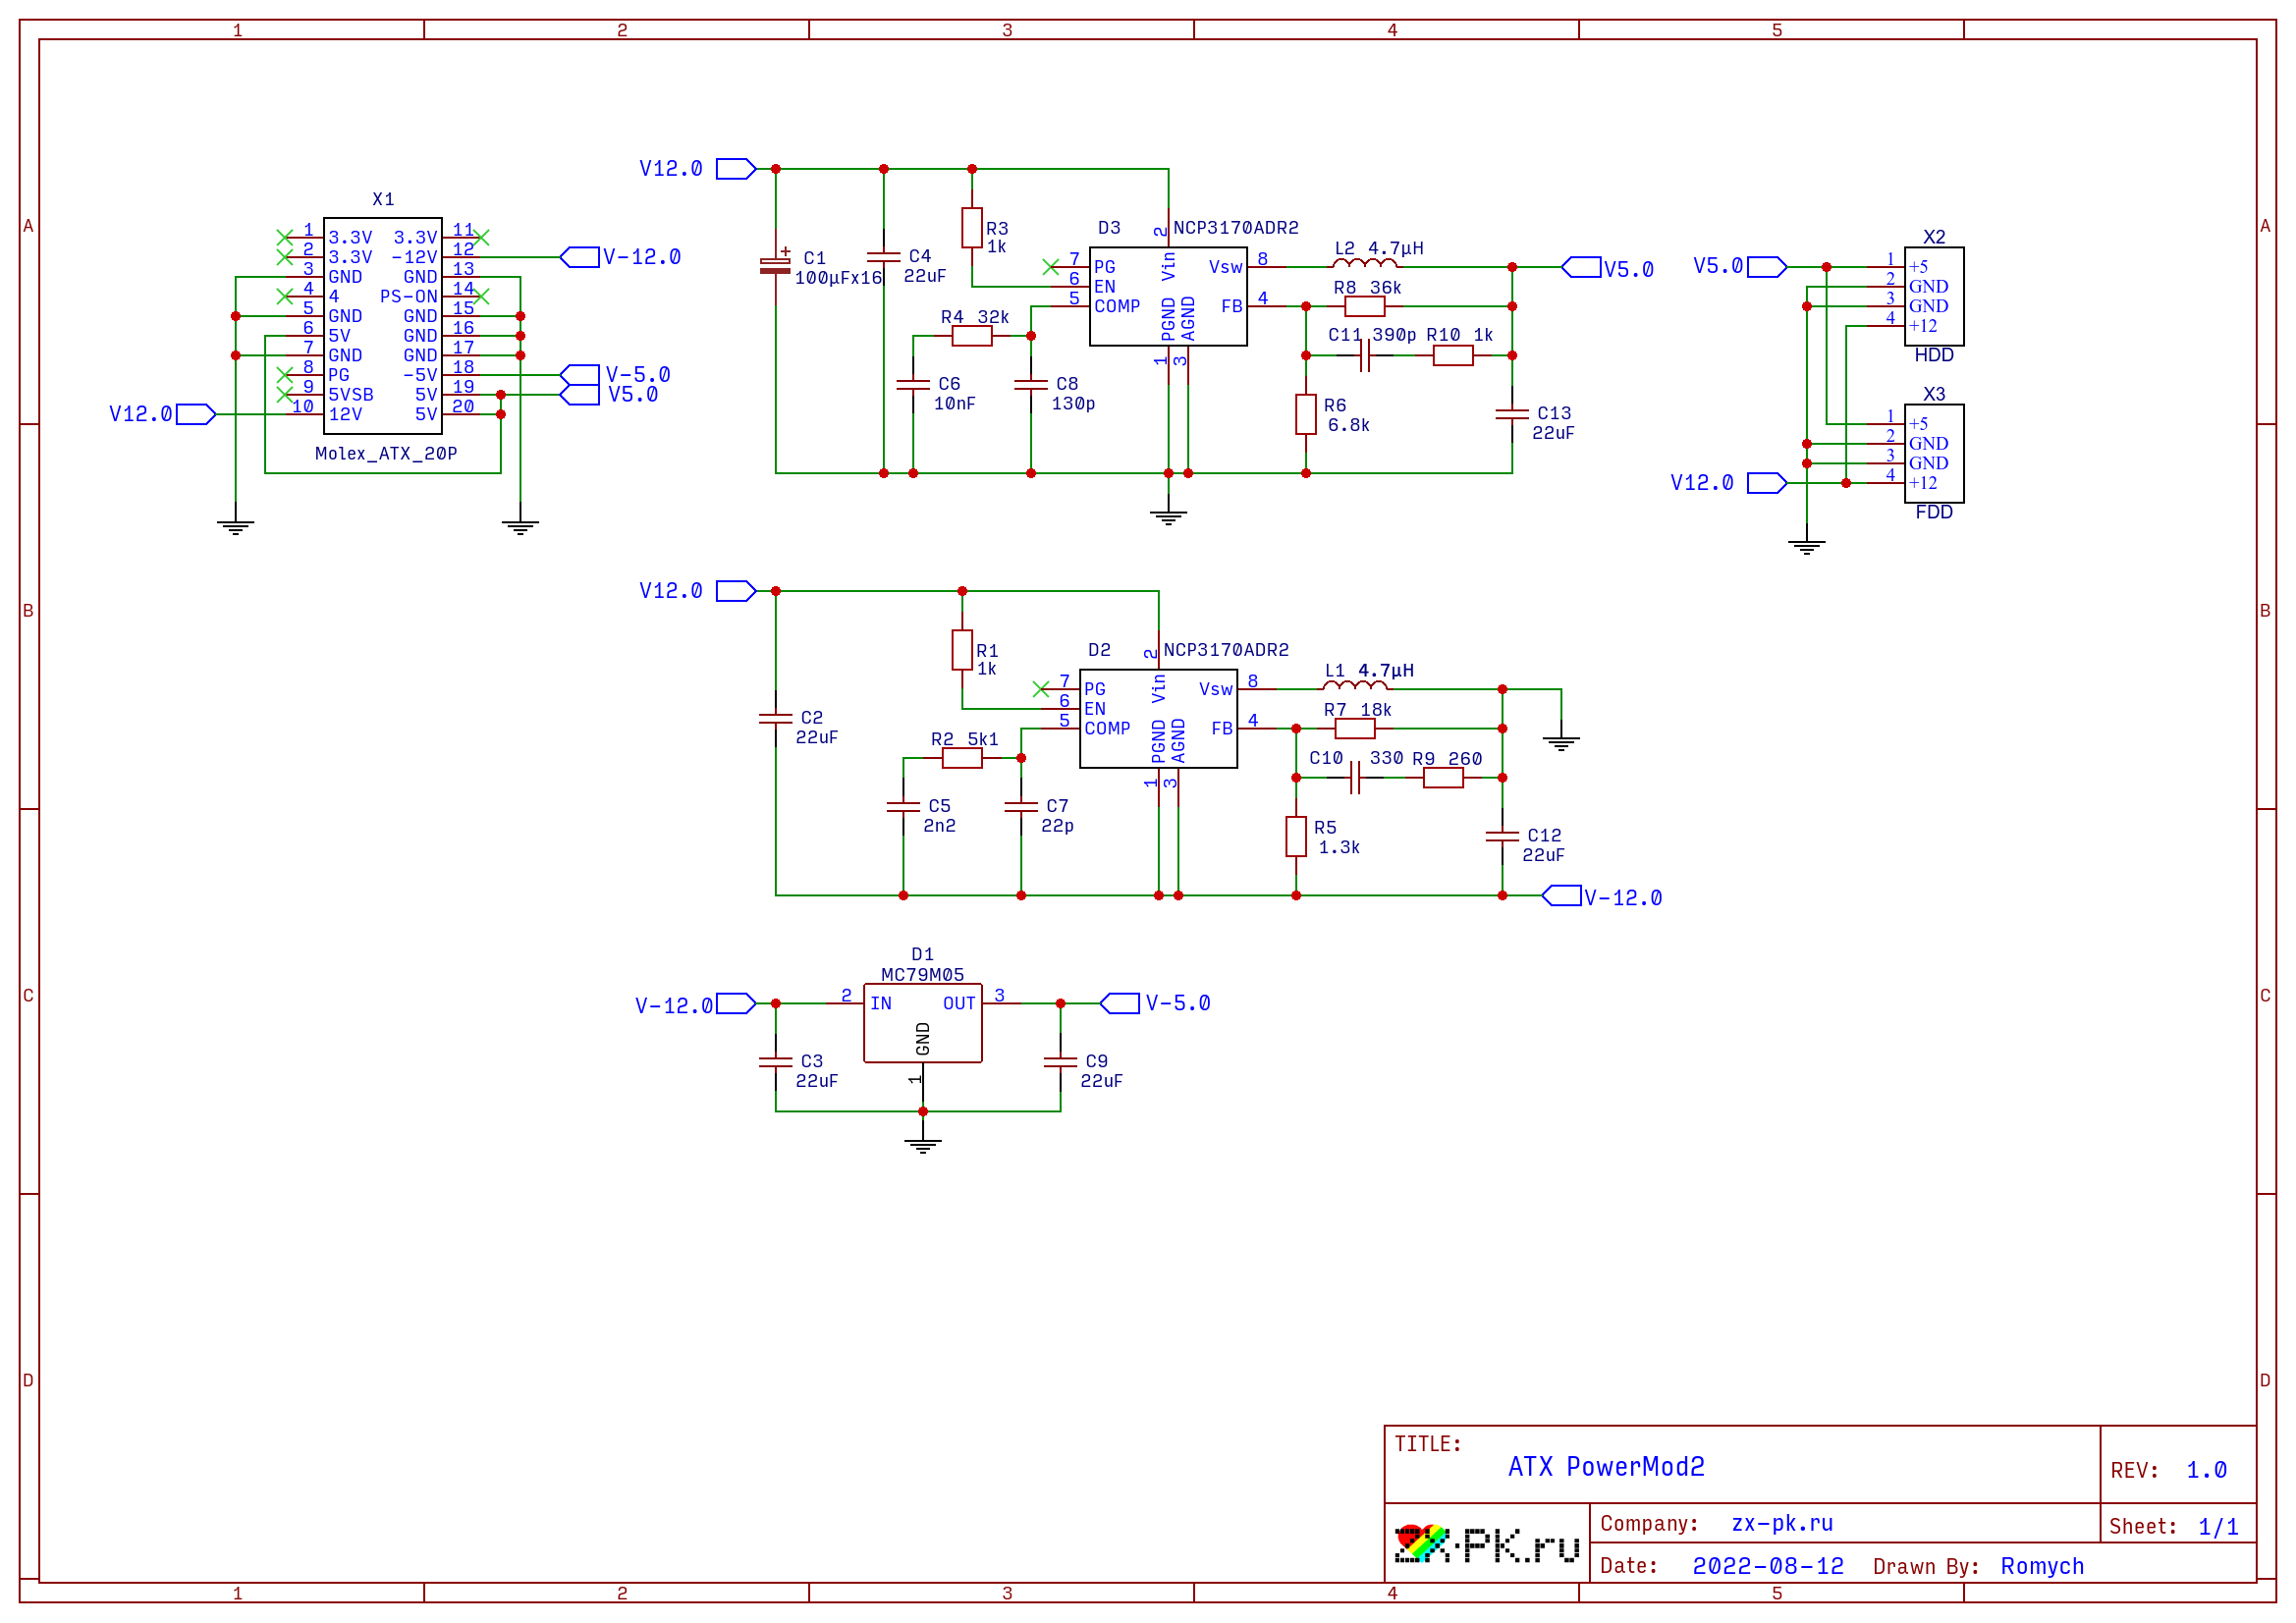 1 2 3 4 5
A
B
C
D
X1
1 3.3V 3.3V 11
2 3.3V -12V 12
3 GND GND 13
4 4 PS-ON 14
5 GND GND 15
6 5V GND 16
7 GND GND 17
8 PG -5V 18
9 5VSB 5V 19
10 12V 5V 20
Molex_ATX_20P
V12.0
V-12.0
V-5.0
V5.0
V12.0
C1
100µFx16
C4
22uF
R3
1k
R4 32k
C6
10nF
C8
130p
D3 NCP3170ADR2
7 PG
6 EN
5 COMP
2 Vin
Vsw 8
FB 4
PGND 1
AGND 3
L2 4.7µH
R8 36k
C11 390p R10 1k
R6
6.8k
C13
22uF
V5.0
V5.0
X2
1 +5
2 GND
3 GND
4 +12
HDD
X3
1 +5
2 GND
3 GND
4 +12
FDD
V12.0
V12.0
C2
22uF
R1
1k
R2 5k1
C5
2n2
C7
22p
D2 NCP3170ADR2
7 PG
6 EN
5 COMP
2 Vin
Vsw 8
FB 4
PGND 1
AGND 3
L1 4.7µH
R7 18k
C10 330 R9 260
R5
1.3k
C12
22uF
V-12.0
D1
MC79M05
V-12.0
2 IN OUT 3
GND
1
V-5.0
C3
22uF
C9
22uF
TITLE:
ATX PowerMod2
REV: 1.0
ZX-PK.ru
Company: zx-pk.ru
Sheet: 1/1
Date: 2022-08-12 Drawn By: Romych
A
B
C
D
1 2 3 4 5